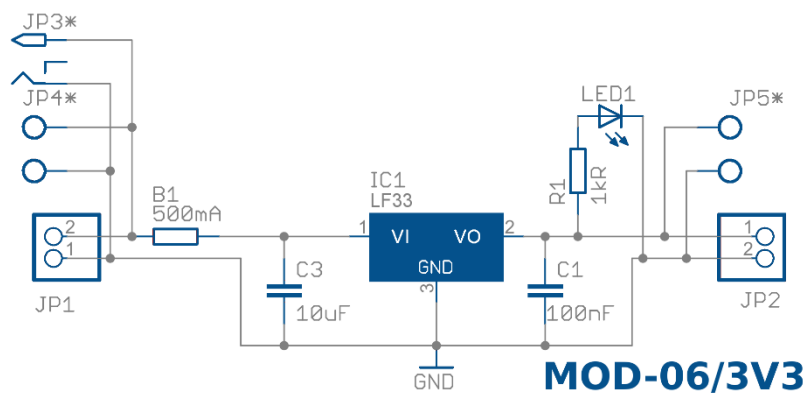 JP3*
JP4*
LED1
JP5*
R1
1kR
B1
500mA
IC1
LF33
2
1
1
VI
VO
2
1
2
GND
3
C3
10uF
C1
100nF
JP1
JP2
GND
MOD-06/3V3